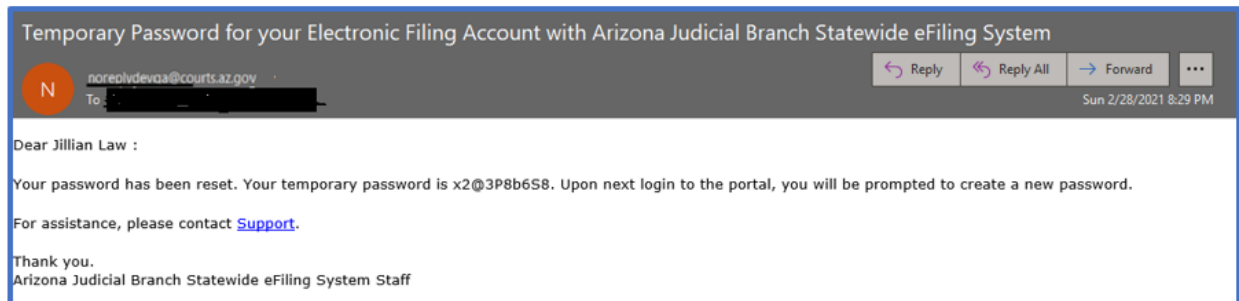 Temporary Password for your Electronic Filing Account with Arizona Judicial Branch Statewide eFiling System
N
noreplydevqa@courts.az.gov
Reply
Reply All
Forward
...
To
Sun 2/28/2021 8:29 PM
Dear Jillian Law :
Your password has been reset. Your temporary password is x2@3P8b6S8. Upon next login to the portal, you will be prompted to create a new password.
For assistance, please contact Support.
Thank you.
Arizona Judicial Branch Statewide eFiling System Staff